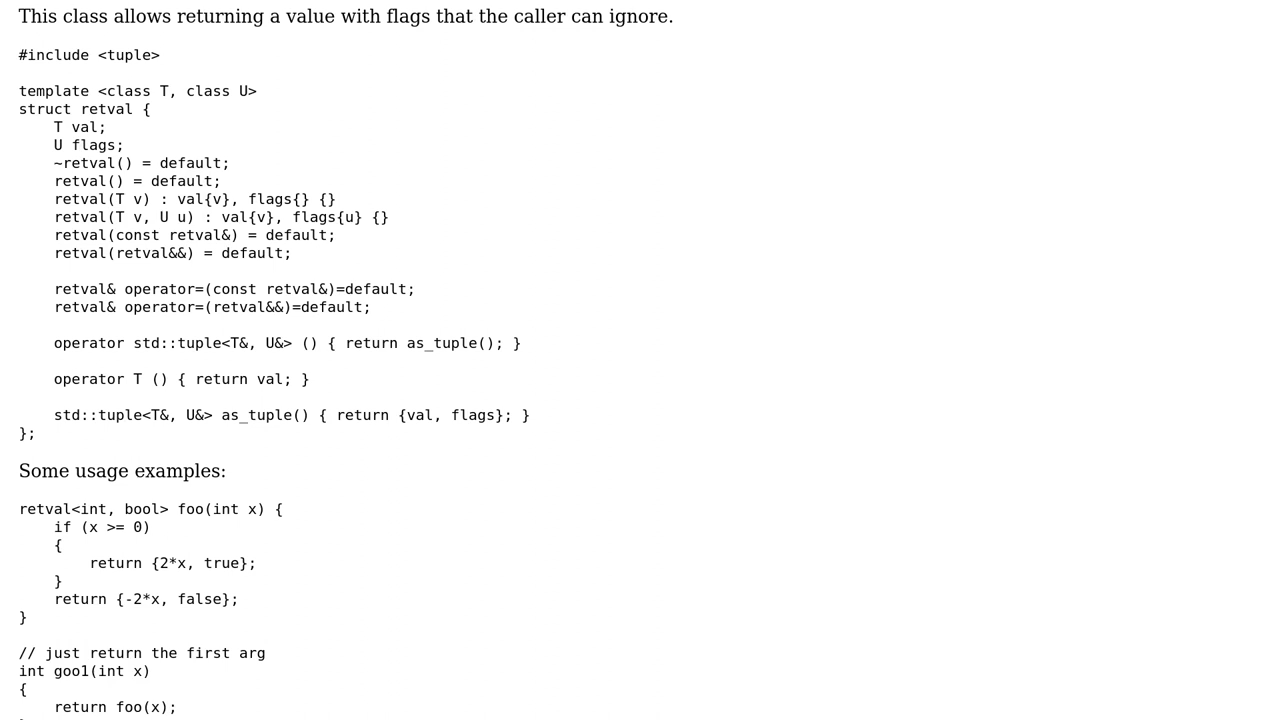 This class allows returning a value with flags that the caller can ignore.
#include <tuple>
template <class T, class U>
struct retval {
    T val;
    U flags;
    ~retval() = default;
    retval() = default;
    retval(T v) : val{v}, flags{} {}
    retval(T v, U u) : val{v}, flags{u} {}
    retval(const retval&) = default;
    retval(retval&&) = default;
    retval& operator=(const retval&)=default;
    retval& operator=(retval&&)=default;
    operator std::tuple<T&, U&> () { return as_tuple(); }
    operator T () { return val; }
    std::tuple<T&, U&> as_tuple() { return {val, flags}; }
};
Some usage examples:
retval<int, bool> foo(int x) {
    if (x >= 0)
    {
        return {2*x, true};
    }
    return {-2*x, false};
}
// just return the first arg
int goo1(int x)
{
    return foo(x);